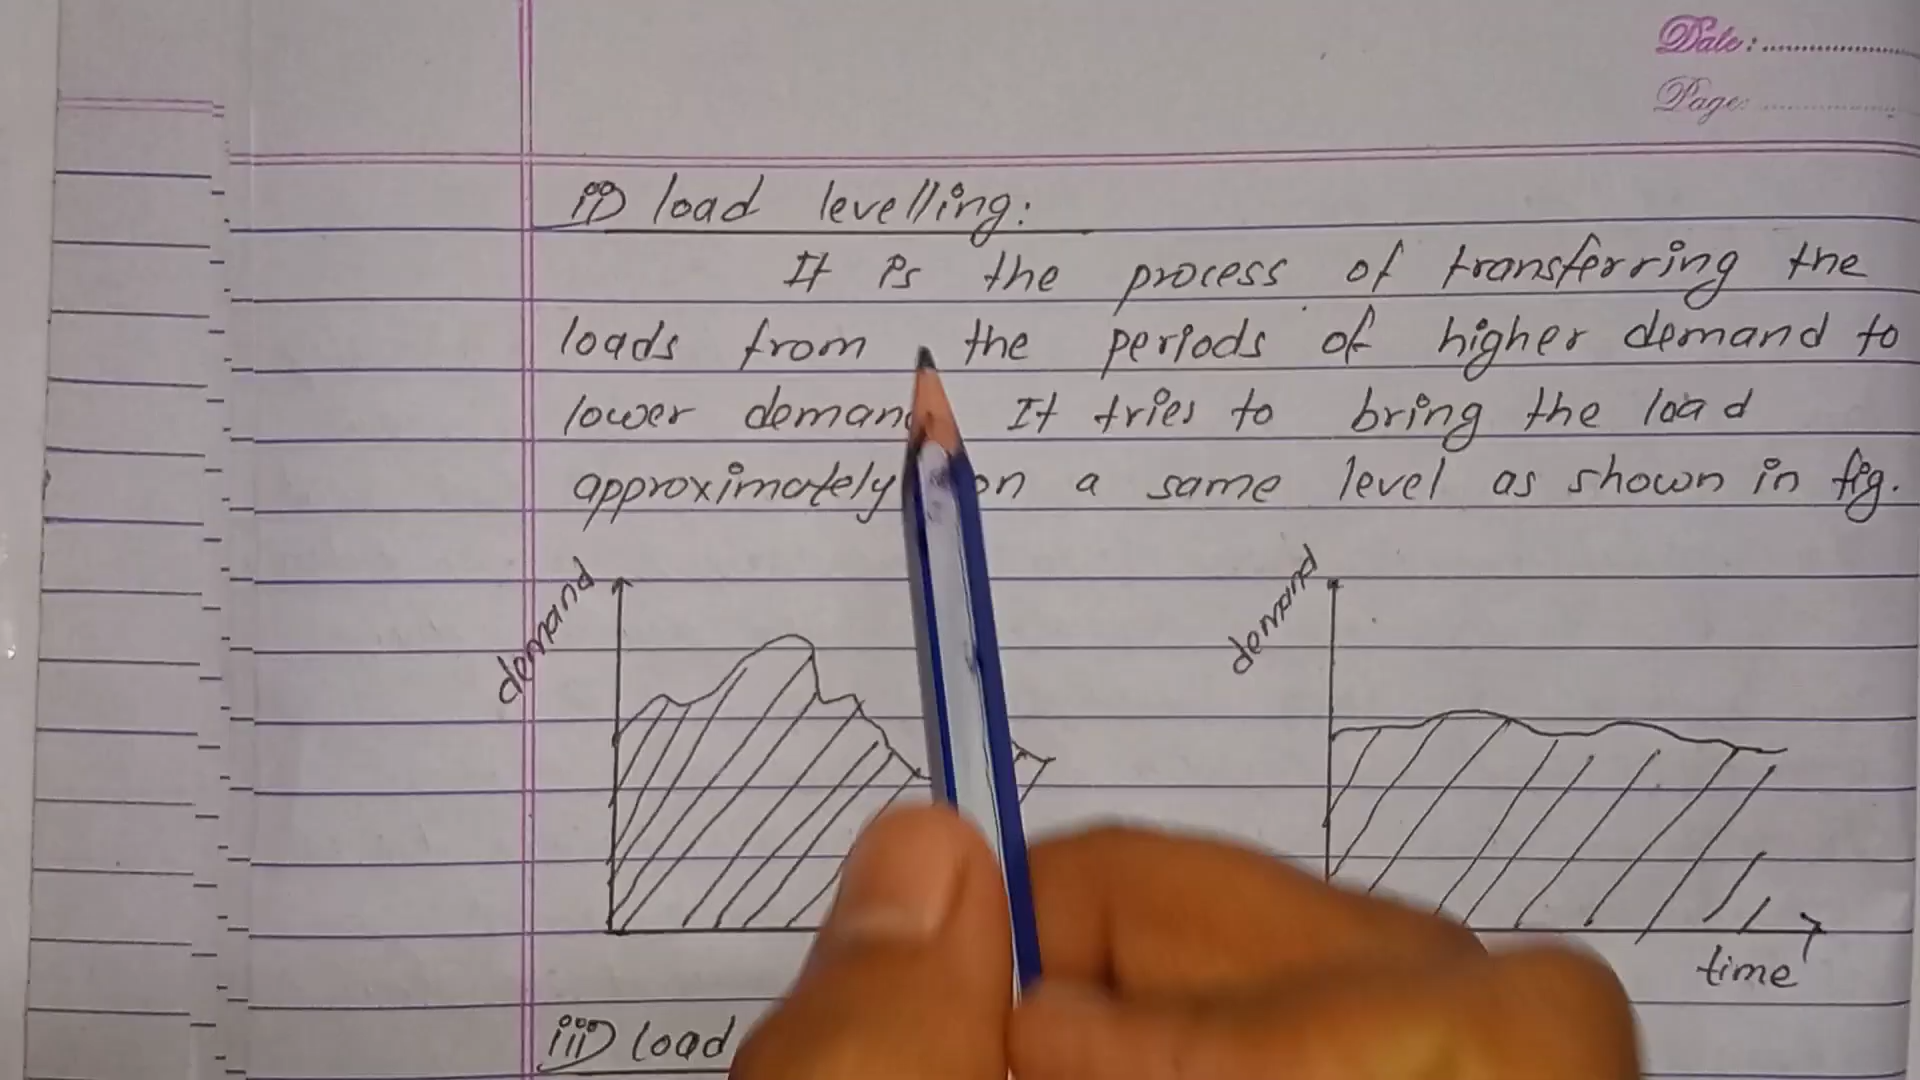 Date:
Page:
ii) load levelling:
It is the process of transferring the
loads from the periods of higher demand to
lower demand It tries to bring the load
approximately on a same level as shown in fig.
demand
demand
time
iii) load